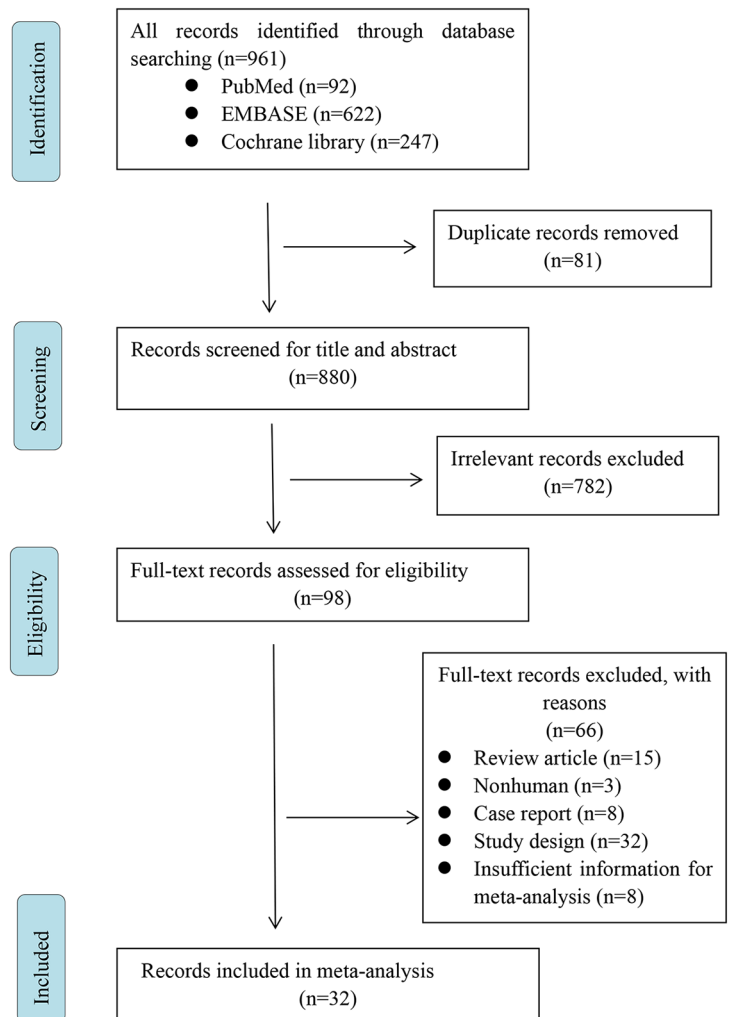 Identification
All records identified through database
searching (n=961)
● PubMed (n=92)
● EMBASE (n=622)
● Cochrane library (n=247)
Duplicate records removed
(n=81)
Screening
Records screened for title and abstract
(n=880)
Irrelevant records excluded
(n=782)
Eligibility
Full-text records assessed for eligibility
(n=98)
Full-text records excluded, with
reasons
(n=66)
● Review article (n=15)
● Nonhuman (n=3)
● Case report (n=8)
● Study design (n=32)
● Insufficient information for
meta-analysis (n=8)
Included
Records included in meta-analysis
(n=32)